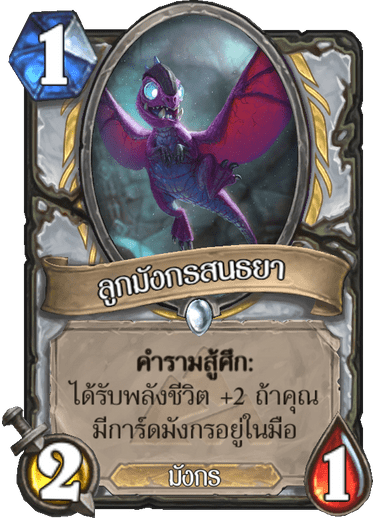 1
ลูกมังกรสนธยา
คำรามสู้ศึก:
ได้รับพลังชีวิต +2 ถ้าคุณ
มีการ์ดมังกรอยู่ในมือ
2
มังกร
1